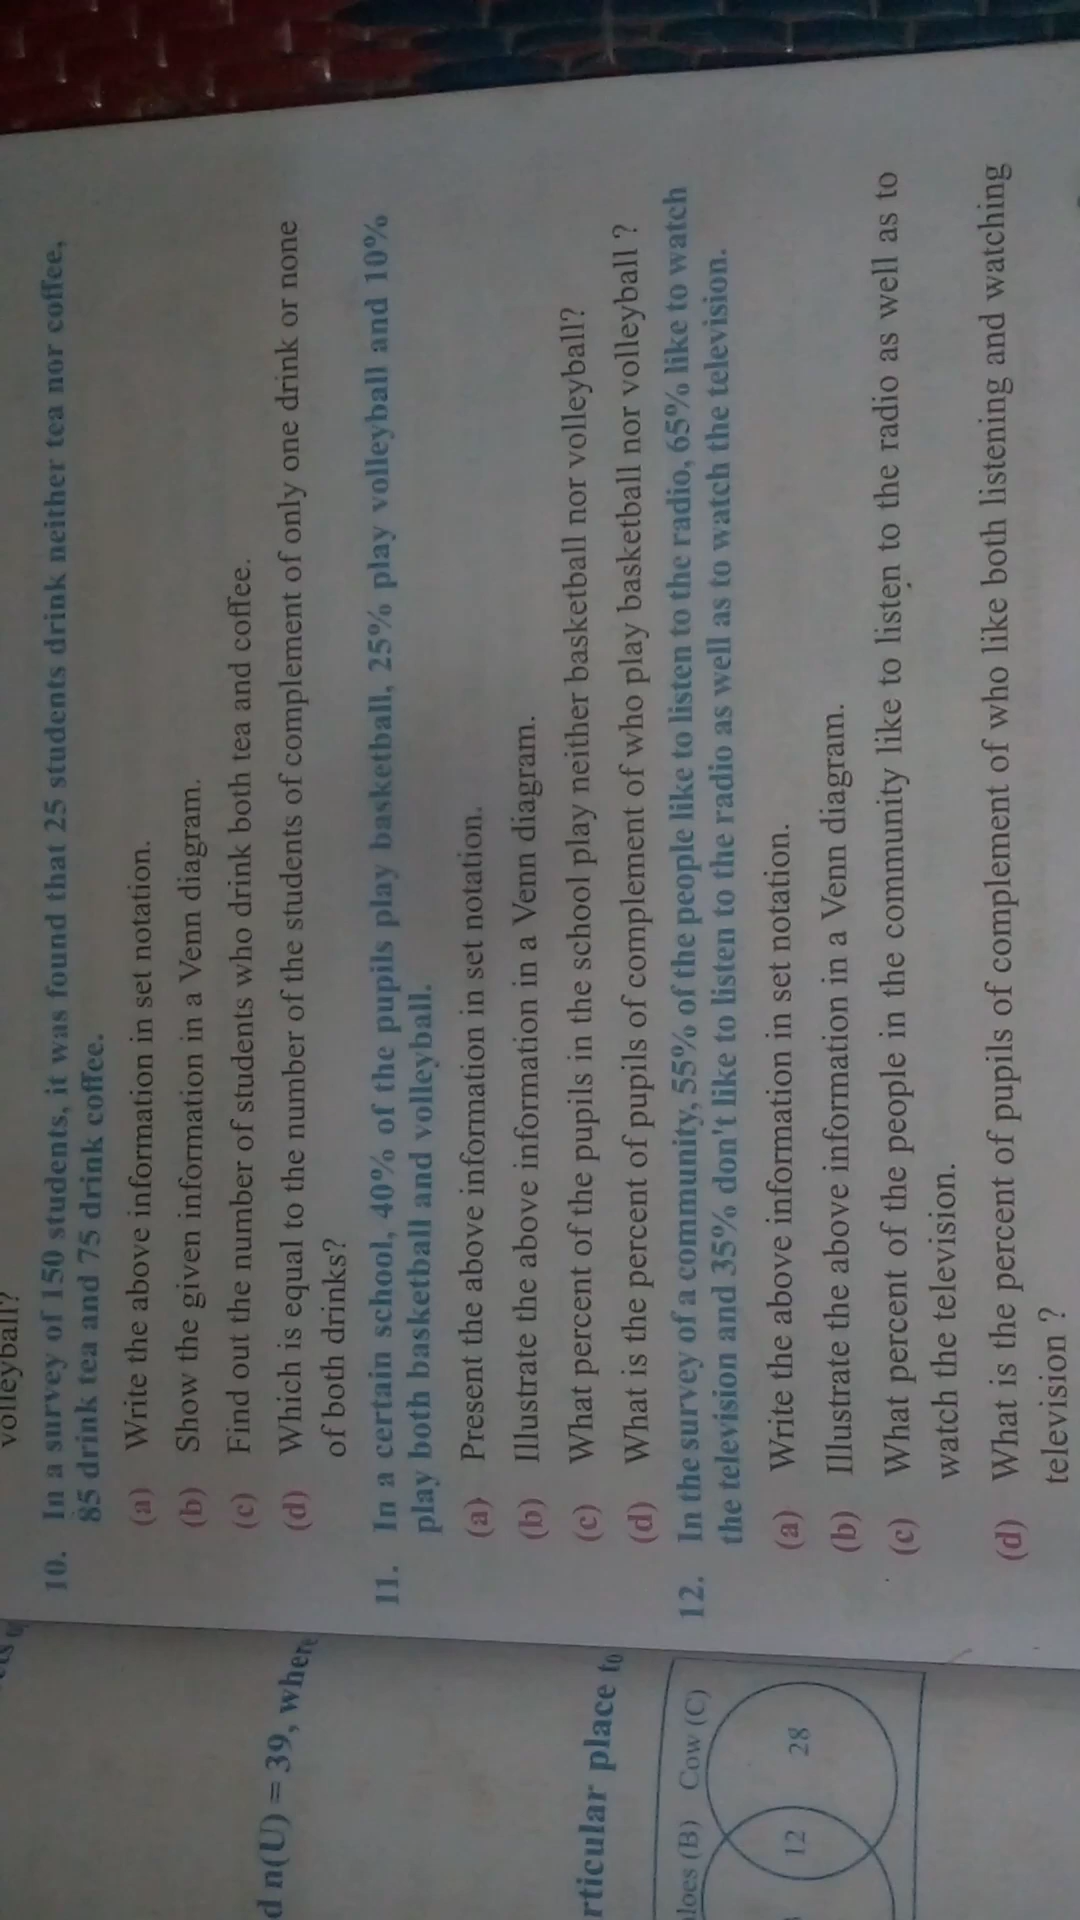 volleyball?
10. In a survey of 150 students, it was found that 25 students drink neither tea nor coffee,
85 drink tea and 75 drink coffee.
(a) Write the above information in set notation.
(b) Show the given information in a Venn diagram.
(c) Find out the number of students who drink both tea and coffee.
(d) Which is equal to the number of the students of complement of only one drink or none
of both drinks?
11. In a certain school, 40% of the pupils play basketball, 25% play volleyball and 10%
play both basketball and volleyball.
(a) Present the above information in set notation.
(b) Illustrate the above information in a Venn diagram.
(c) What percent of the pupils in the school play neither basketball nor volleyball?
(d) What is the percent of pupils of complement of who play basketball nor volleyball ?
12. In the survey of a community, 55% of the people like to listen to the radio, 65% like to watch
the television and 35% don't like to listen to the radio as well as to watch the television.
(a) Write the above information in set notation.
(b) Illustrate the above information in a Venn diagram.
(c) What percent of the people in the community like to listen to the radio as well as to
watch the television.
(d) What is the percent of pupils of complement of who like both listening and watching
television ?
d n(U) = 39, where
rticular place to
loes (B) Cow (C)
12 28